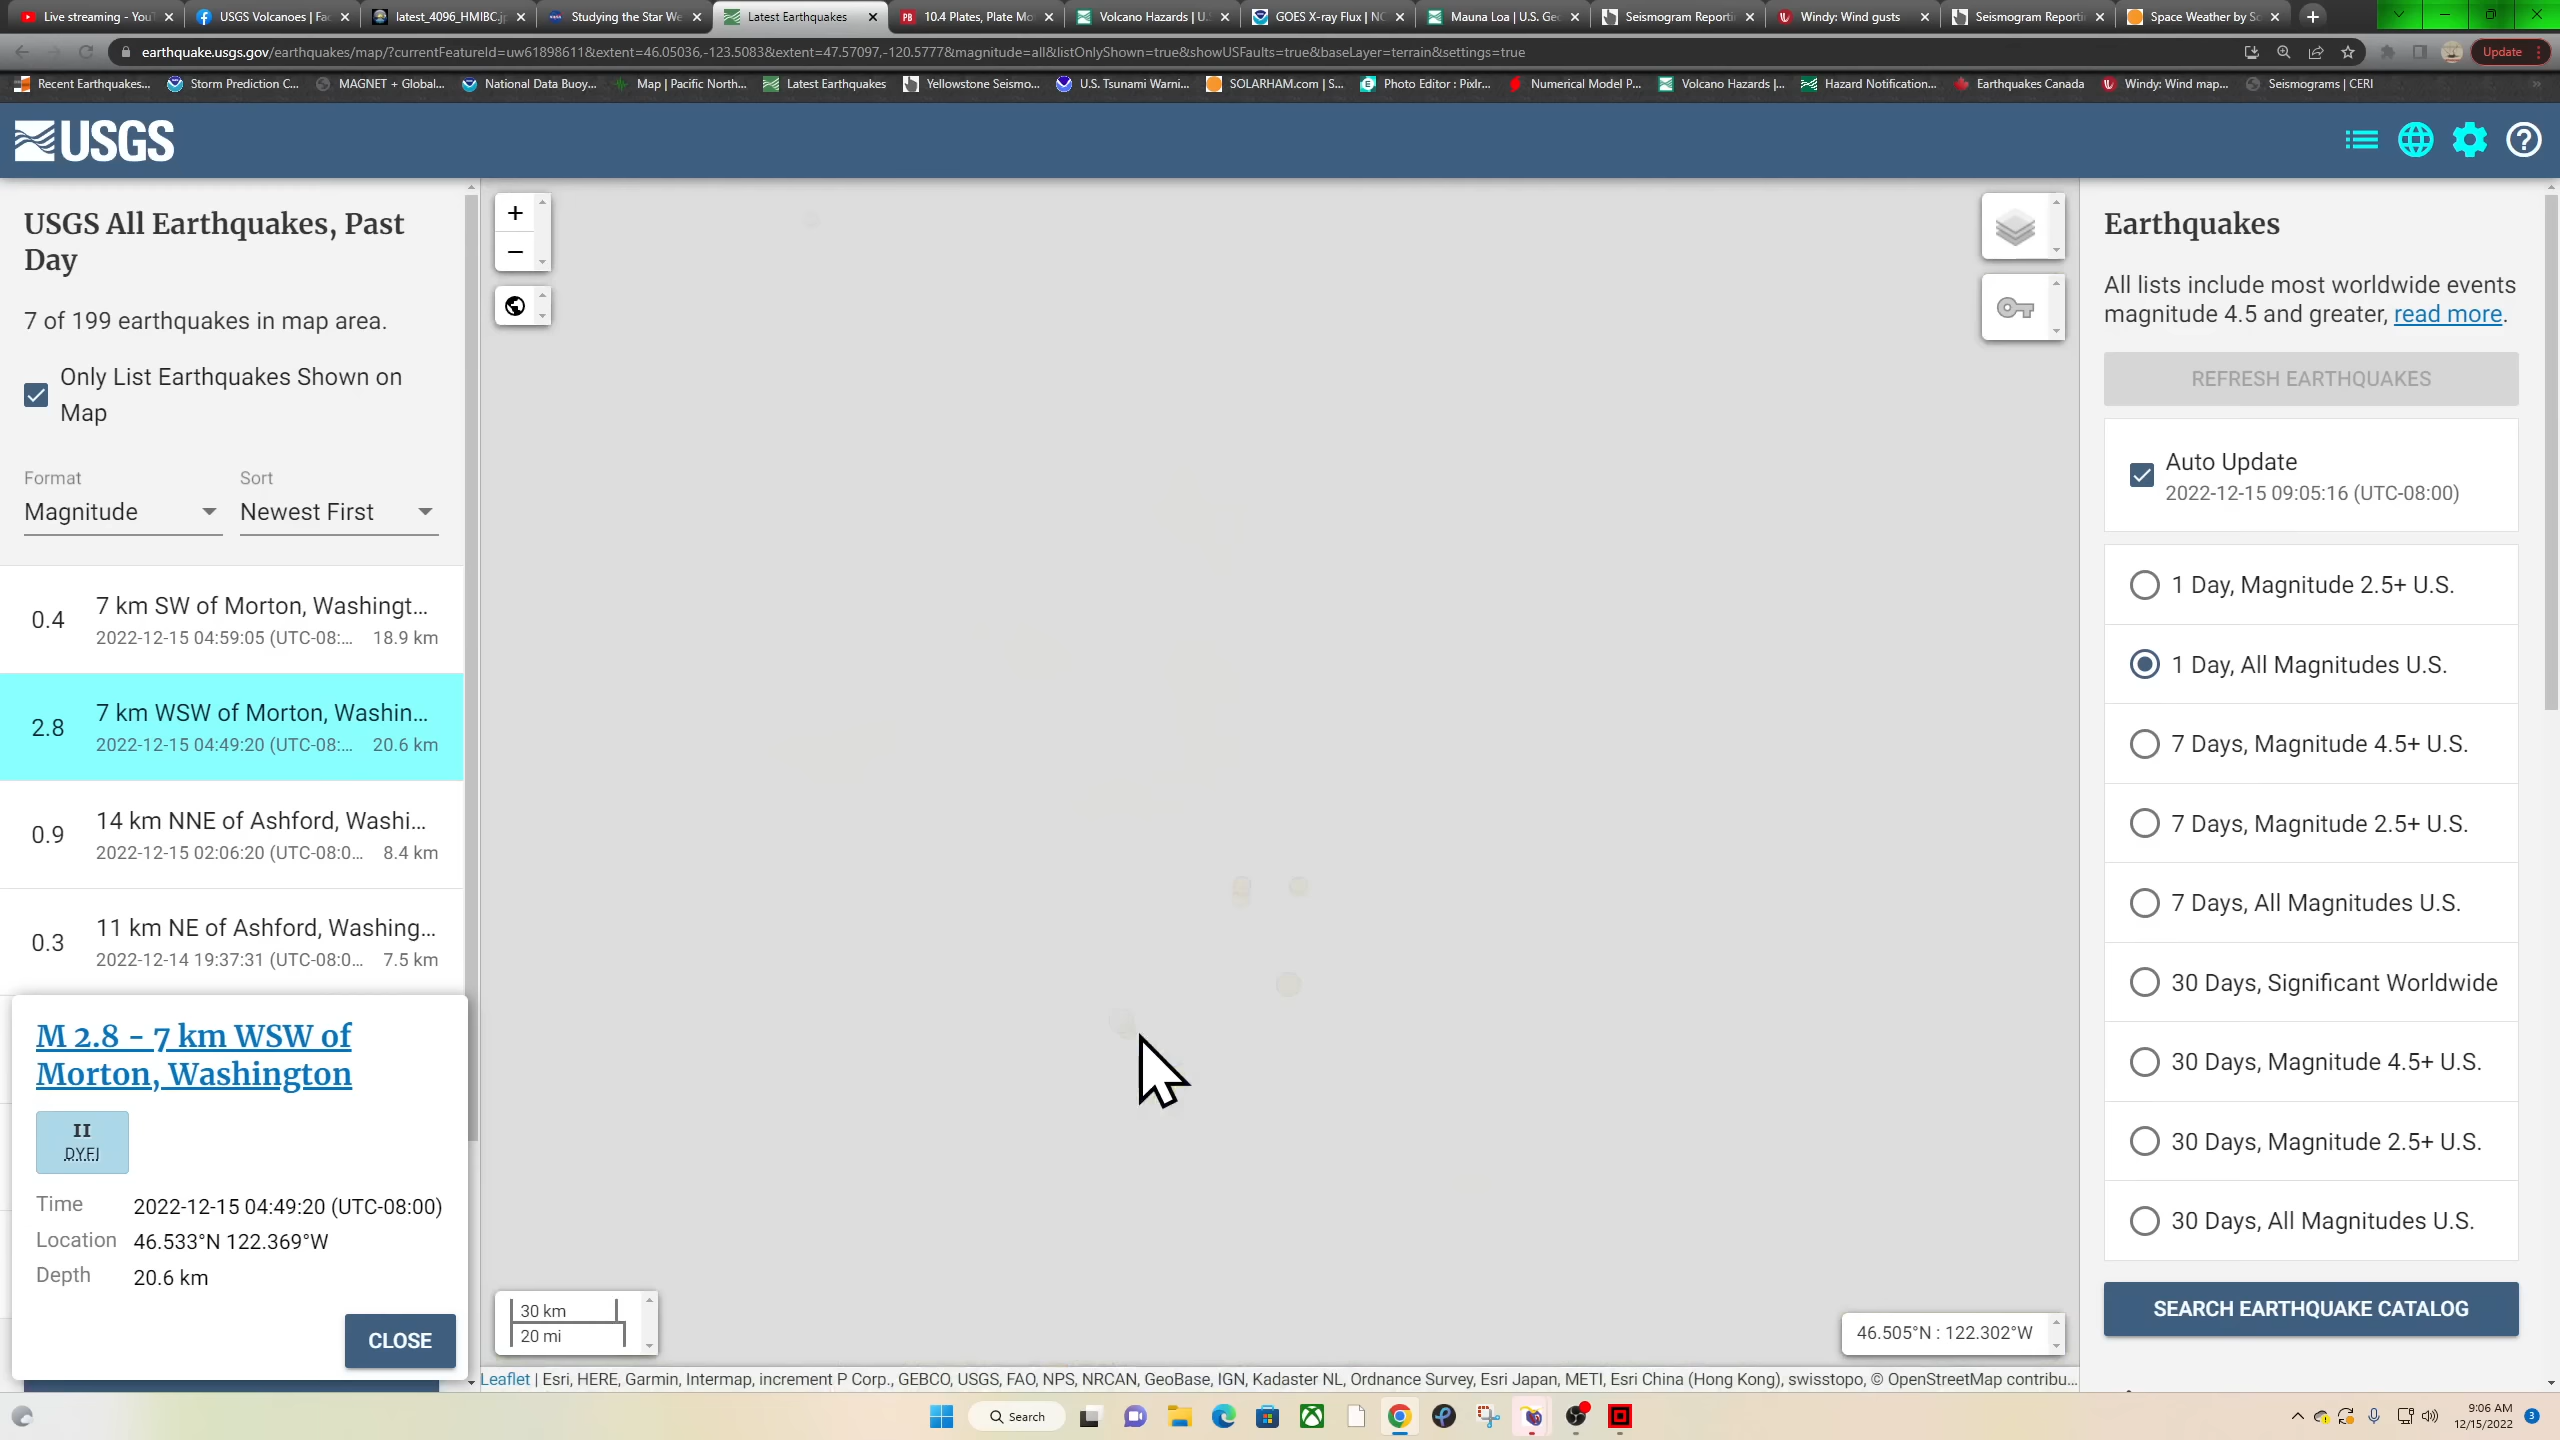 Live streaming - YouT
USGS Volcanoes | Fac
latest_4096_HMIBC.jp
Studying the Star We
Latest Earthquakes
10.4 Plates, Plate Mo
Volcano Hazards | U.S
GOES X-ray Flux | NO
Mauna Loa | U.S. Geo
Seismogram Reporti
Windy: Wind gusts
Seismogram Reporti
Space Weather by So
earthquake.usgs.gov/earthquakes/map/?currentFeatureId=uw61898611&extent=46.05036,-123.5083&extent=47.57097,-120.5777&magnitude=all&listOnlyShown=true&showUSFaults=true&baseLayer=terrain&settings=true
Update
Recent Earthquakes...
Storm Prediction C...
MAGNET + Global...
National Data Buoy...
Map | Pacific North...
Latest Earthquakes
Yellowstone Seismo...
U.S. Tsunami Warni...
SOLARHAM.com | S...
Photo Editor : Pixlr...
Numerical Model P...
Volcano Hazards |...
Hazard Notification...
Earthquakes Canada
Windy: Wind map...
Seismograms | CERI
USGS
USGS All Earthquakes, Past
Day
7 of 199 earthquakes in map area.
Only List Earthquakes Shown on
Map
Format
Sort
Magnitude
Newest First
0.4
7 km SW of Morton, Washingt...
2022-12-15 04:59:05 (UTC-08:...
18.9 km
2.8
7 km WSW of Morton, Washin...
2022-12-15 04:49:20 (UTC-08:...
20.6 km
0.9
14 km NNE of Ashford, Washi...
2022-12-15 02:06:20 (UTC-08:0...
8.4 km
0.3
11 km NE of Ashford, Washing...
2022-12-14 19:37:31 (UTC-08:0...
7.5 km
M 2.8 - 7 km WSW of
Morton, Washington
II
DYFI
Time
2022-12-15 04:49:20 (UTC-08:00)
Location
46.533°N 122.369°W
Depth
20.6 km
CLOSE
+
−
30 km
20 mi
46.505°N : 122.302°W
Leaflet | Esri, HERE, Garmin, Intermap, increment P Corp., GEBCO, USGS, FAO, NPS, NRCAN, GeoBase, IGN, Kadaster NL, Ordnance Survey, Esri Japan, METI, Esri China (Hong Kong), swisstopo, © OpenStreetMap contribu...
Earthquakes
All lists include most worldwide events
magnitude 4.5 and greater, read more.
REFRESH EARTHQUAKES
Auto Update
2022-12-15 09:05:16 (UTC-08:00)
1 Day, Magnitude 2.5+ U.S.
1 Day, All Magnitudes U.S.
7 Days, Magnitude 4.5+ U.S.
7 Days, Magnitude 2.5+ U.S.
7 Days, All Magnitudes U.S.
30 Days, Significant Worldwide
30 Days, Magnitude 4.5+ U.S.
30 Days, Magnitude 2.5+ U.S.
30 Days, All Magnitudes U.S.
SEARCH EARTHQUAKE CATALOG
Search
9:06 AM
12/15/2022
3